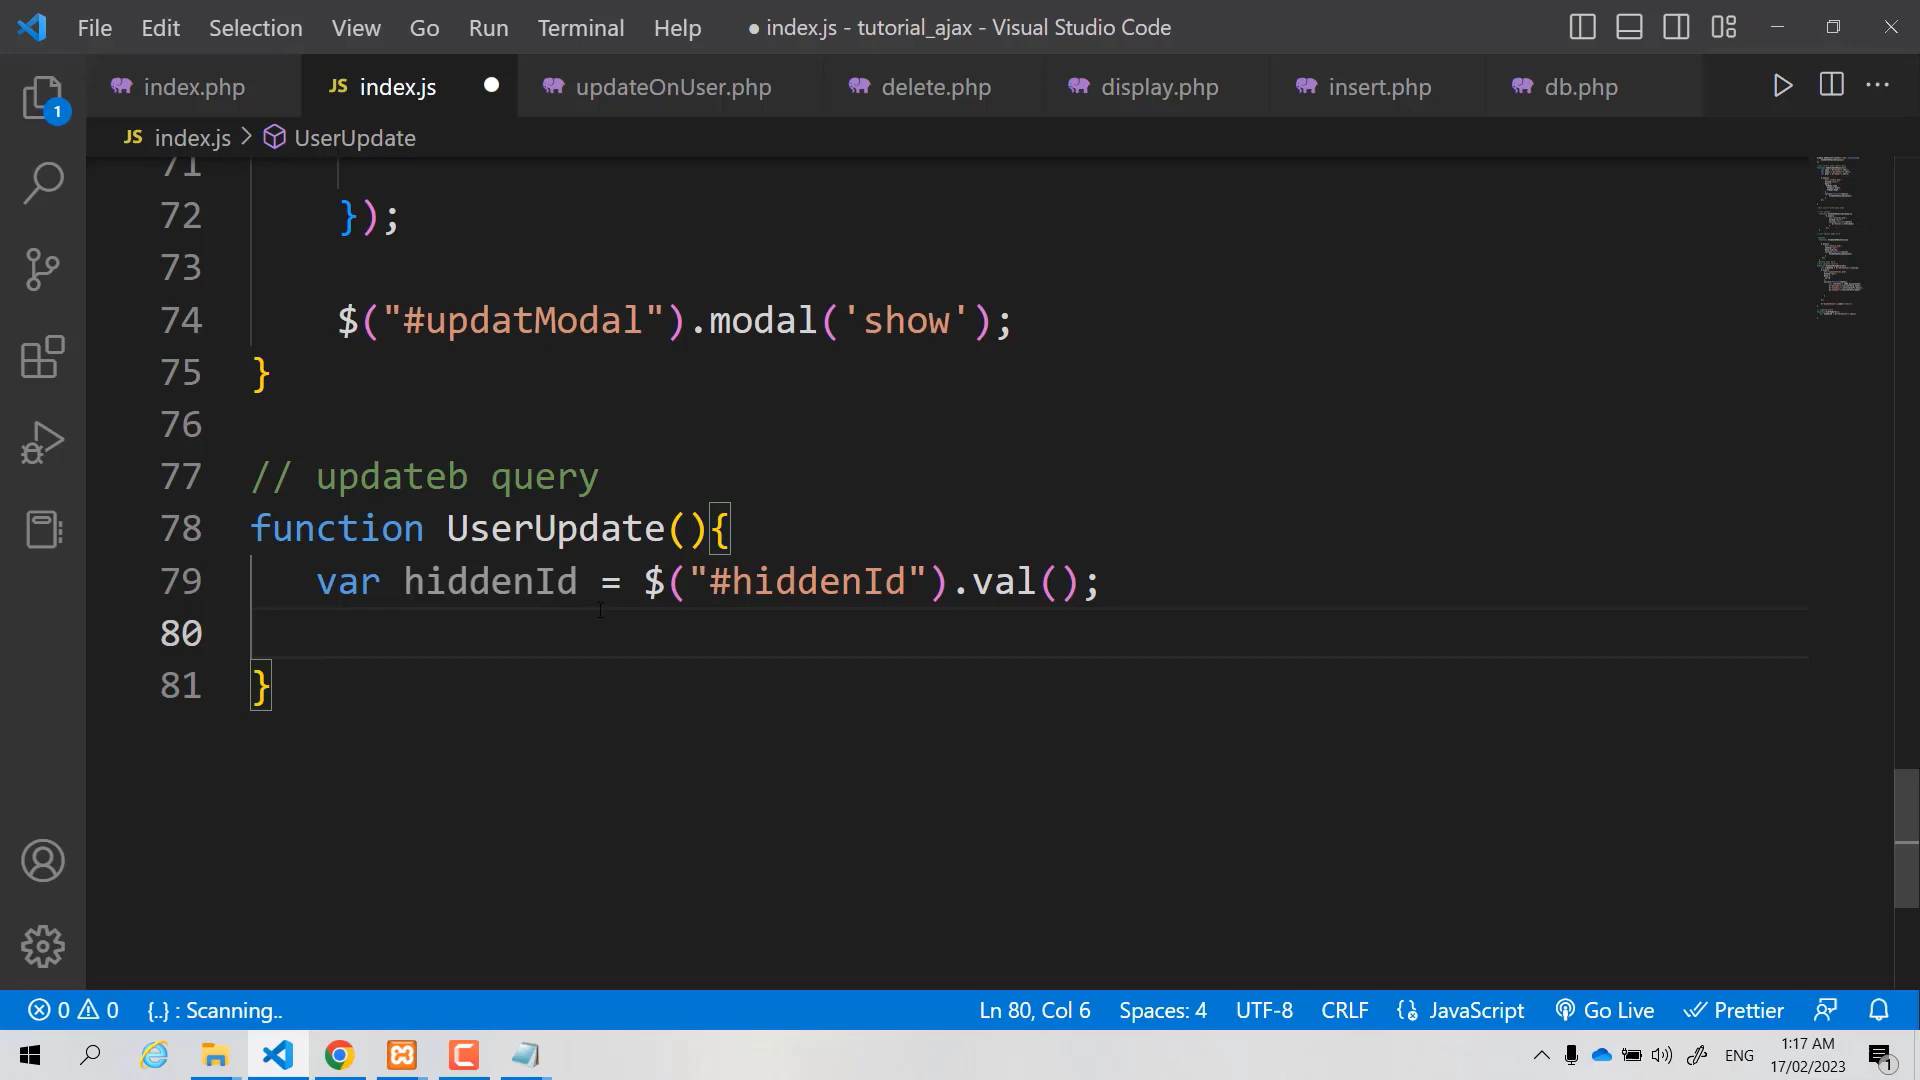 File Edit Selection View Go Run Terminal Help ● index.js - tutorial_ajax - Visual Studio Code
index.php JS index.js updateOnUser.php delete.php display.php insert.php db.php
JS index.js > UserUpdate
71
72 });
73
74 $("#updatModal").modal('show');
75 }
76
77 // updateb query
78 function UserUpdate(){
79 var hiddenId = $("#hiddenId").val();
80
81 }
1
0 0 {..} : Scanning.. Ln 80, Col 6 Spaces: 4 UTF-8 CRLF JavaScript Go Live Prettier
ENG 1:17 AM
17/02/2023 1